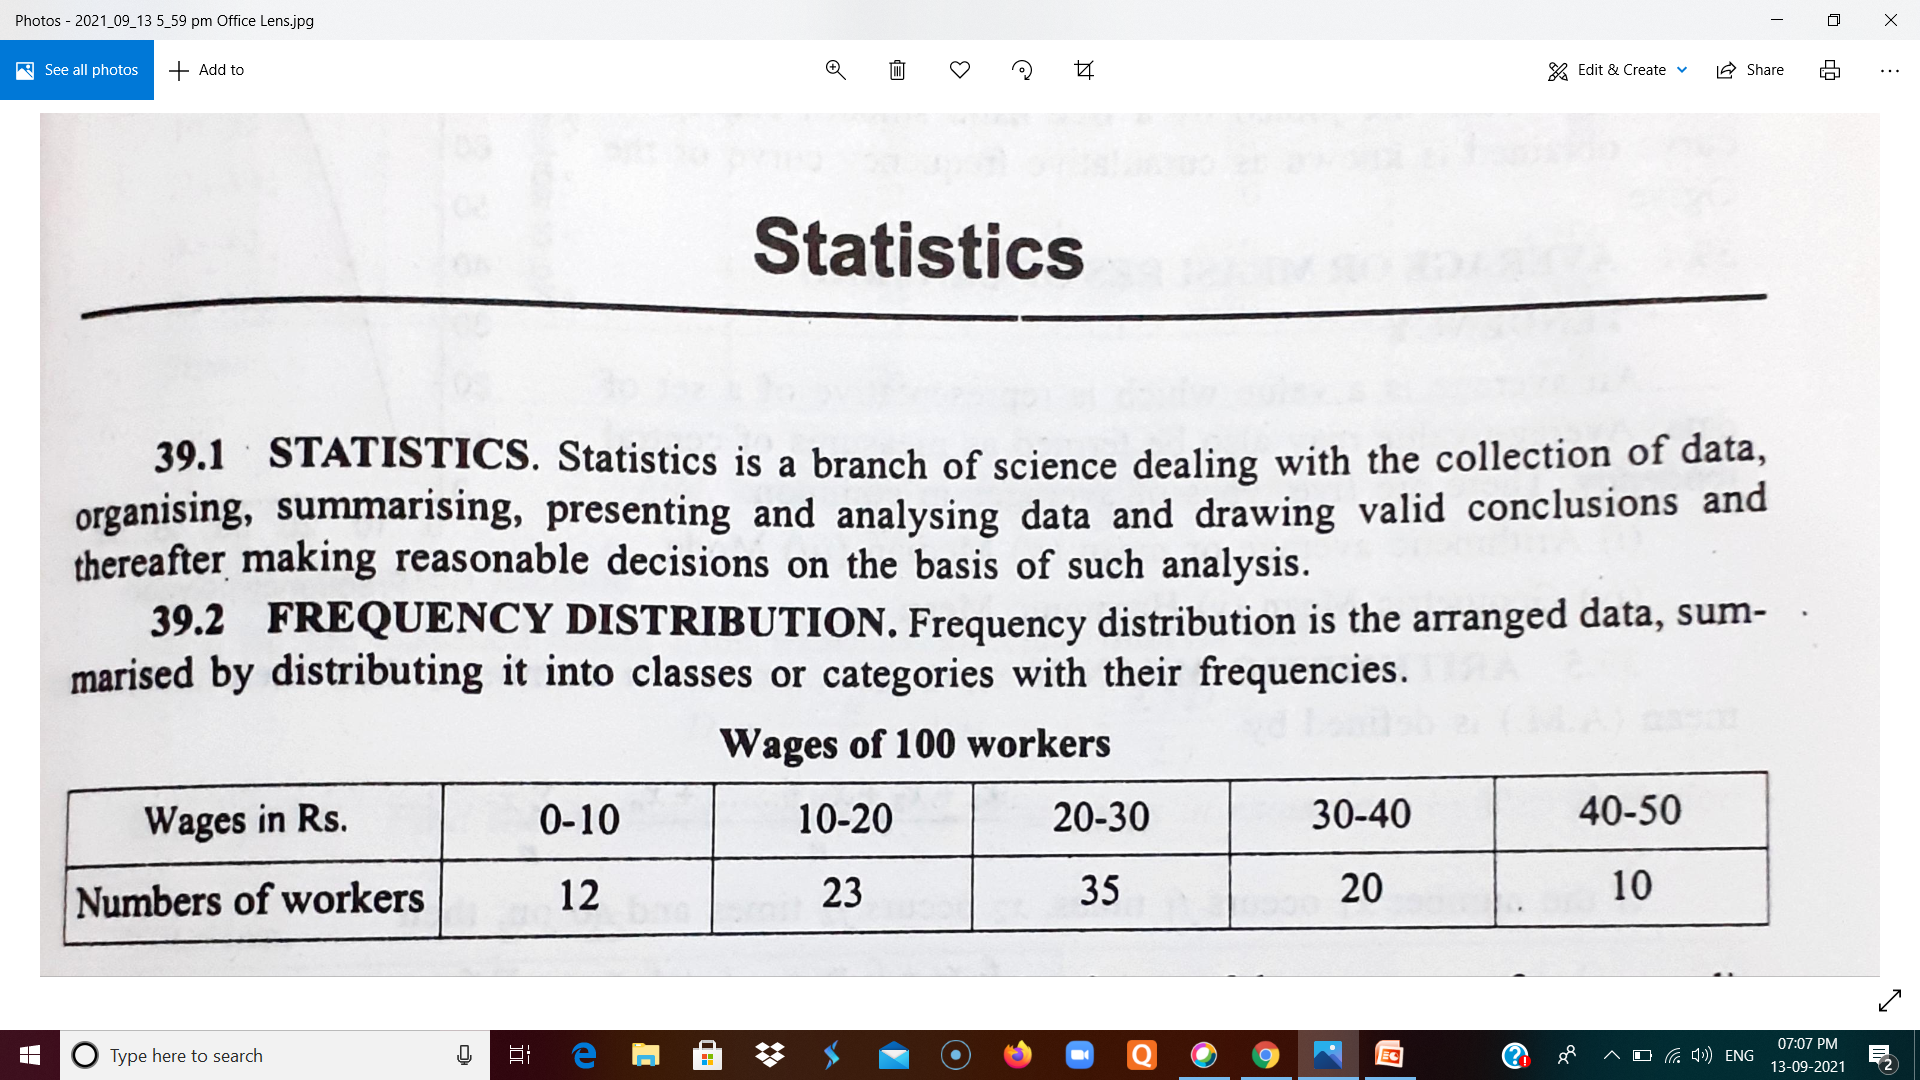 Photos - 2021_09_13 5_59 pm Office Lens.jpg
See all photos
Add to
Edit & Create
Share
Statistics
39.1 STATISTICS. Statistics is a branch of science dealing with the collection of data,
organising, summarising, presenting and analysing data and drawing valid conclusions and
thereafter making reasonable decisions on the basis of such analysis.
39.2 FREQUENCY DISTRIBUTION. Frequency distribution is the arranged data, sum-
marised by distributing it into classes or categories with their frequencies.
Wages of 100 workers
Wages in Rs. 0-10 10-20 20-30 30-40 40-50
Numbers of workers 12 23 35 20 10
Type here to search
ENG
07:07 PM
13-09-2021
2